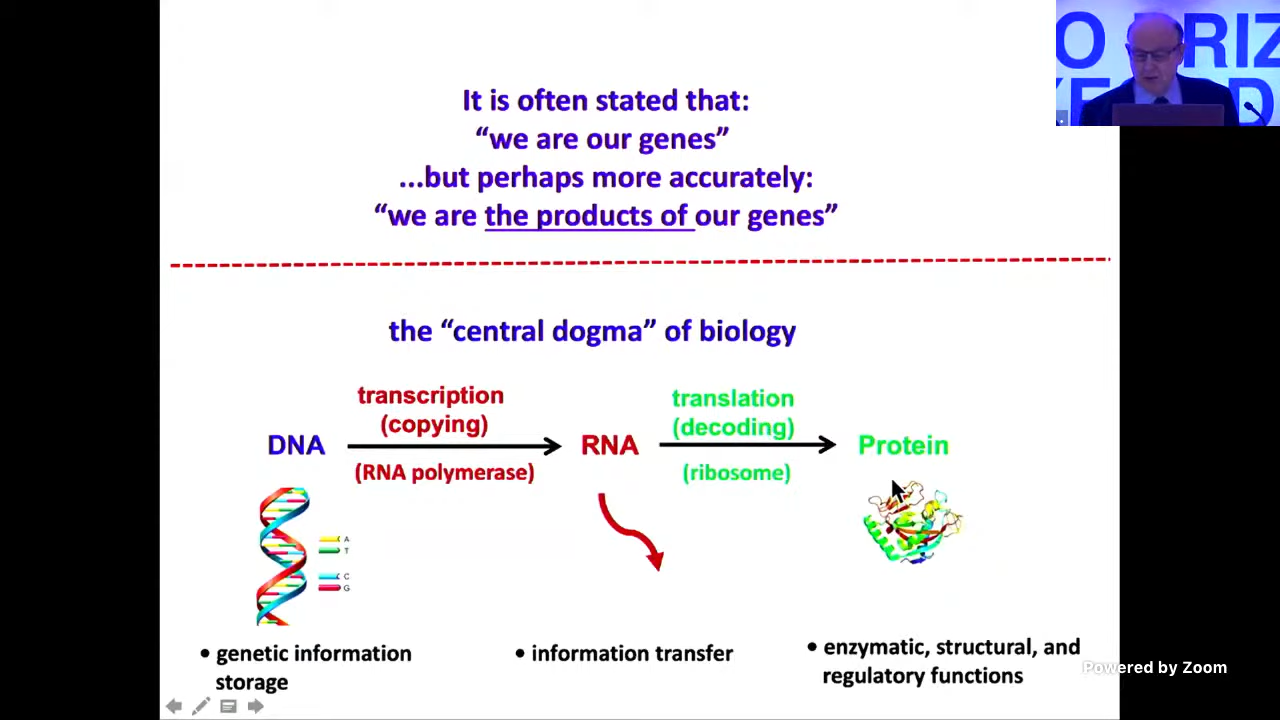 It is often stated that:
“we are our genes”
...but perhaps more accurately:
“we are the products of our genes”
the “central dogma” of biology
transcription
(copying)
DNA
(RNA polymerase)
RNA
translation
(decoding)
(ribosome)
Protein
A
T
C
G
• genetic information
storage
• information transfer
• enzymatic, structural, and
regulatory functions
Powered by Zoom
O PRIZ